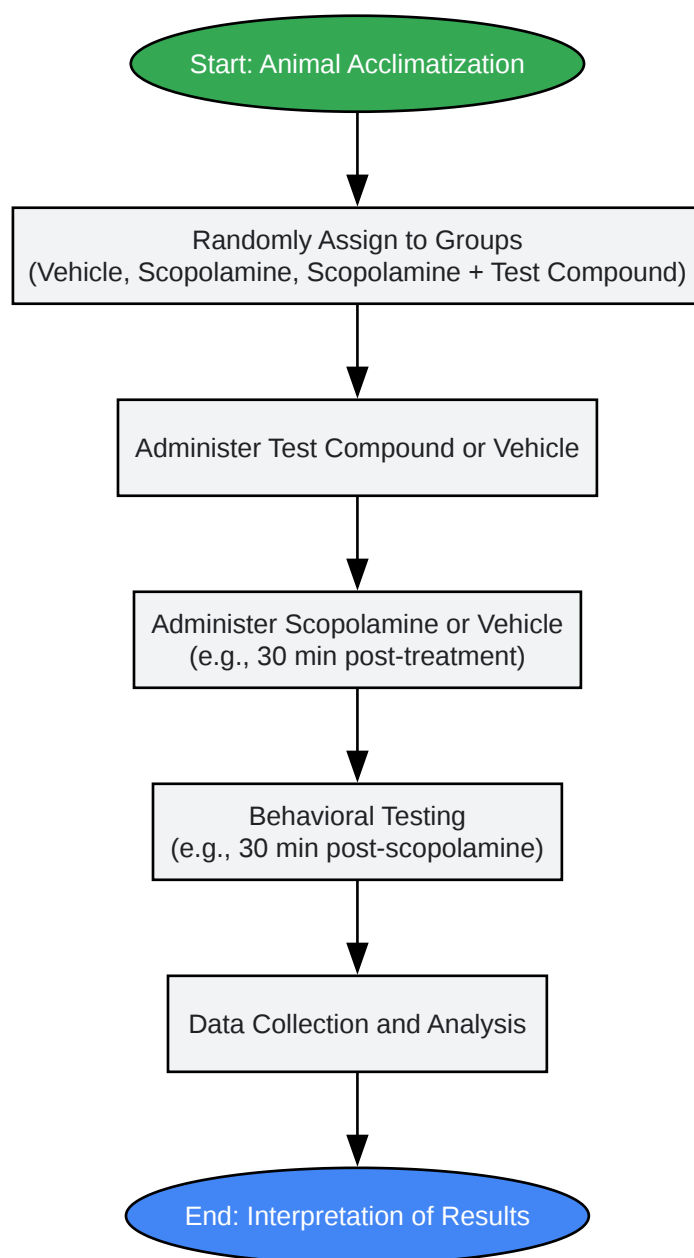 Start: Animal Acclimatization
Randomly Assign to Groups
(Vehicle, Scopolamine, Scopolamine + Test Compound)
Administer Test Compound or Vehicle
Administer Scopolamine or Vehicle
(e.g., 30 min post-treatment)
Behavioral Testing
(e.g., 30 min post-scopolamine)
Data Collection and Analysis
End: Interpretation of Results